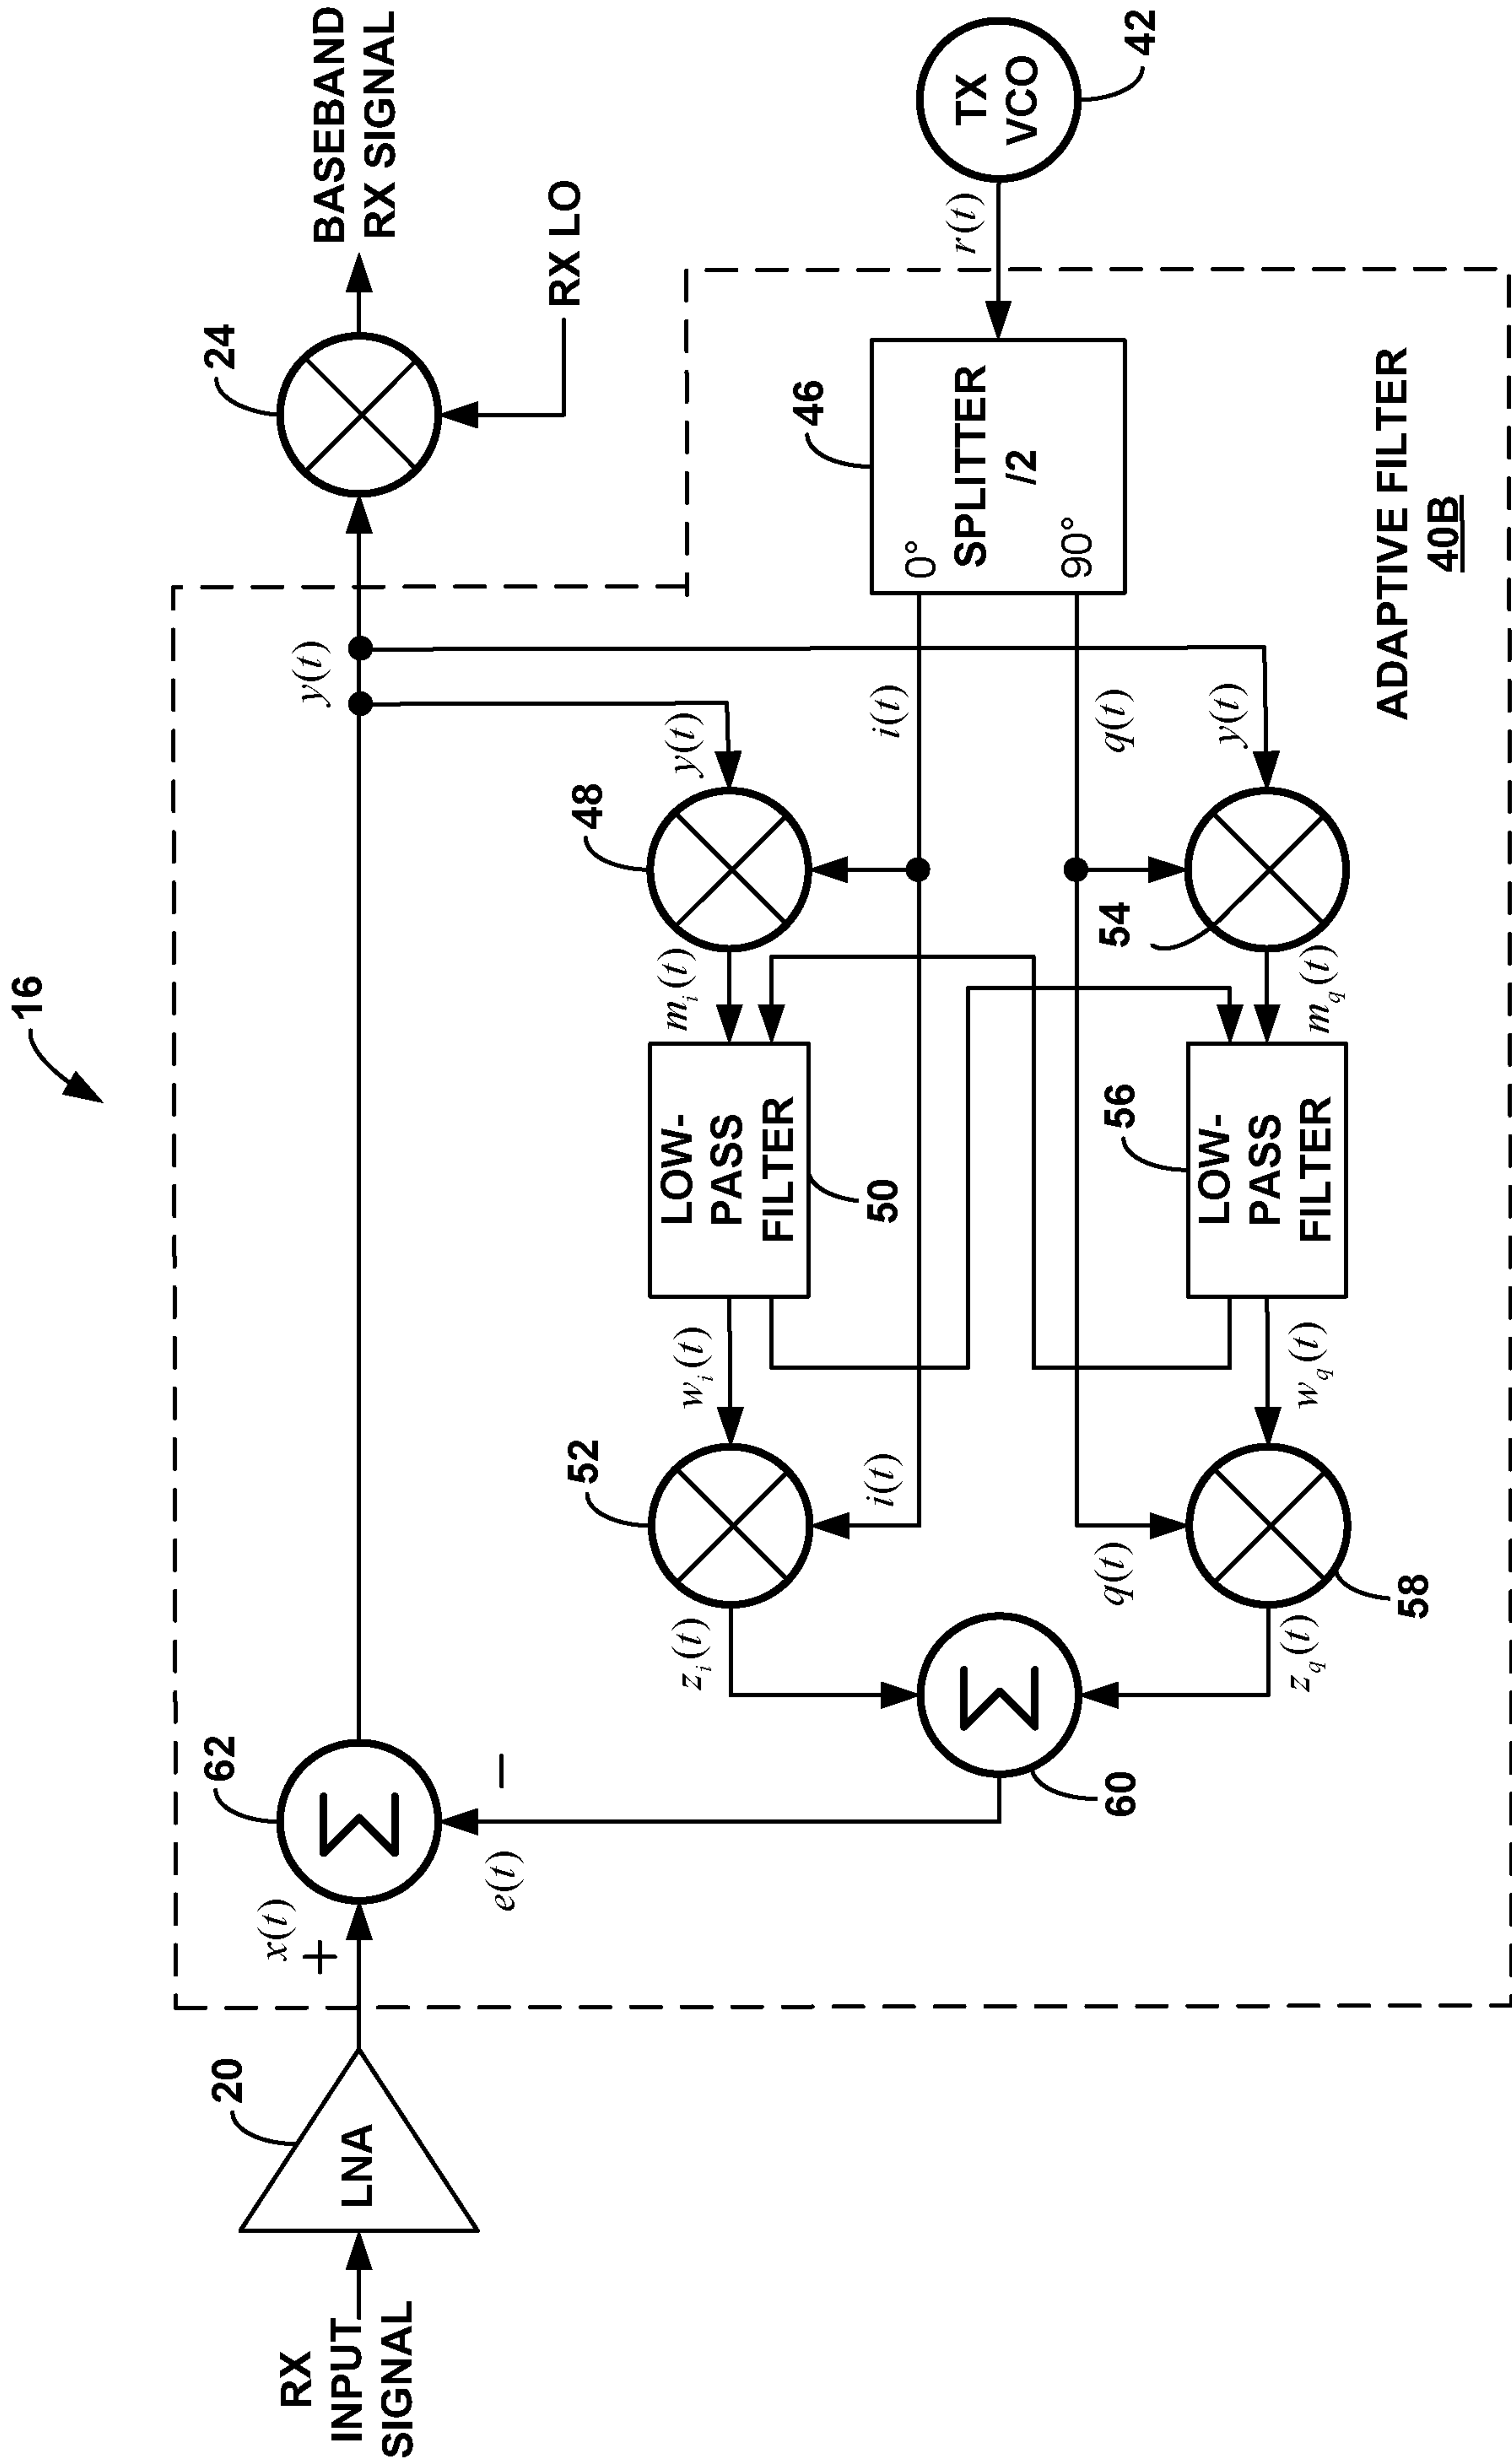 16
RX
INPUT
SIGNAL
20
LNA
x(t)
+
62
Σ
e(t)
−
y(t)
24
BASEBAND
RX SIGNAL
RX LO
52
z_i(t)
w_i(t)
LOW-
PASS
FILTER
50
m_i(t)
48
y(t)
i(t)
i(t)
Σ
60
q(t)
q(t)
46
0°
SPLITTER
/2
90°
r(t)
TX
VCO
42
z_q(t)
58
w_q(t)
56
LOW-
PASS
FILTER
m_q(t)
54
y(t)
ADAPTIVE FILTER
40B